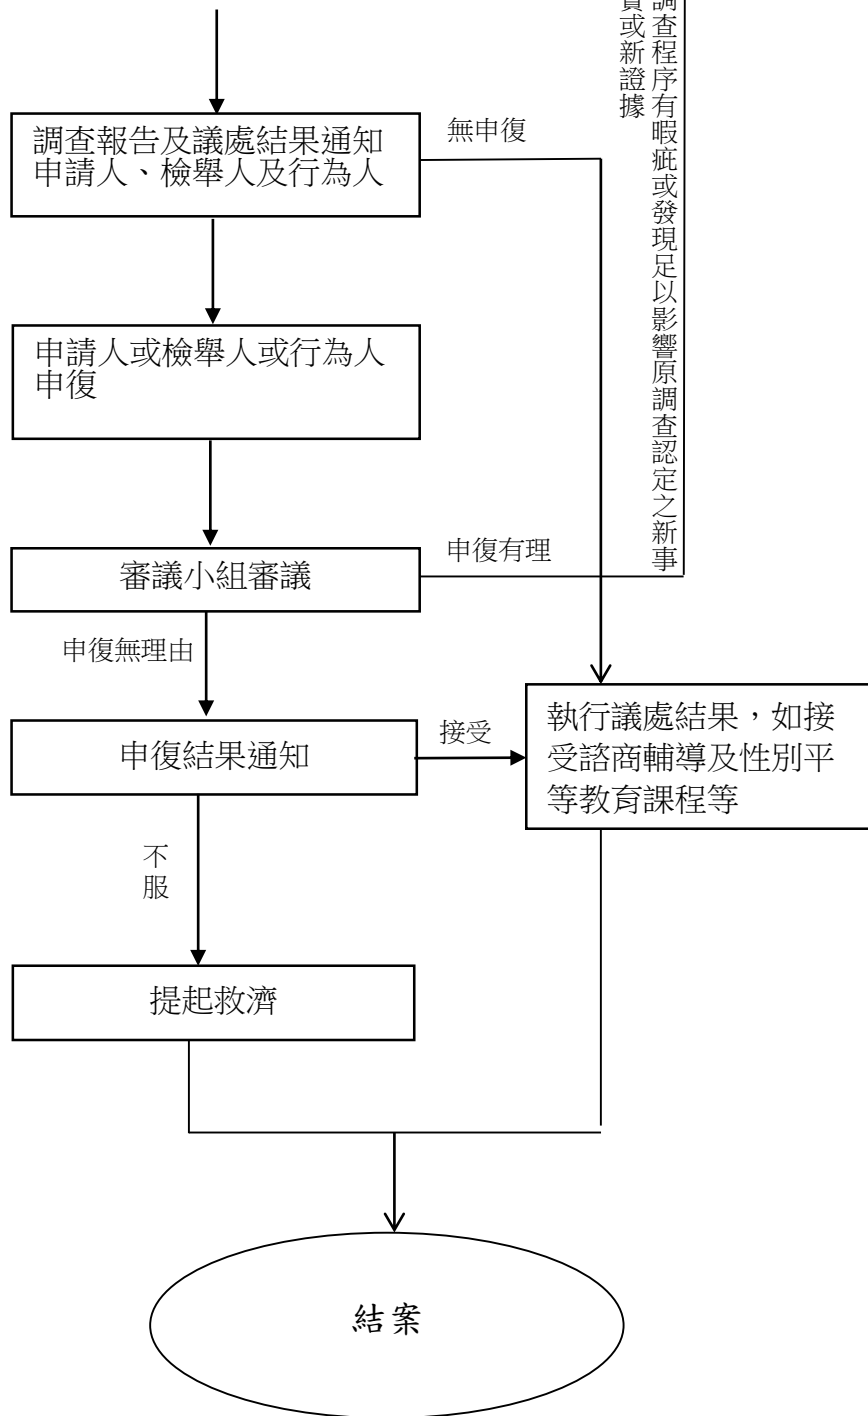 調查程序有暇疵或發現足以影響原調查認定之新事
實或新證據
調查報告及議處結果通知
申請人、檢舉人及行為人
無申復
申請人或檢舉人或行為人
申復
審議小組審議
申復有理
申復無理由
申復結果通知
接受
執行議處結果，如接
受諮商輔導及性別平
等教育課程等
不
服
提起救濟
結案